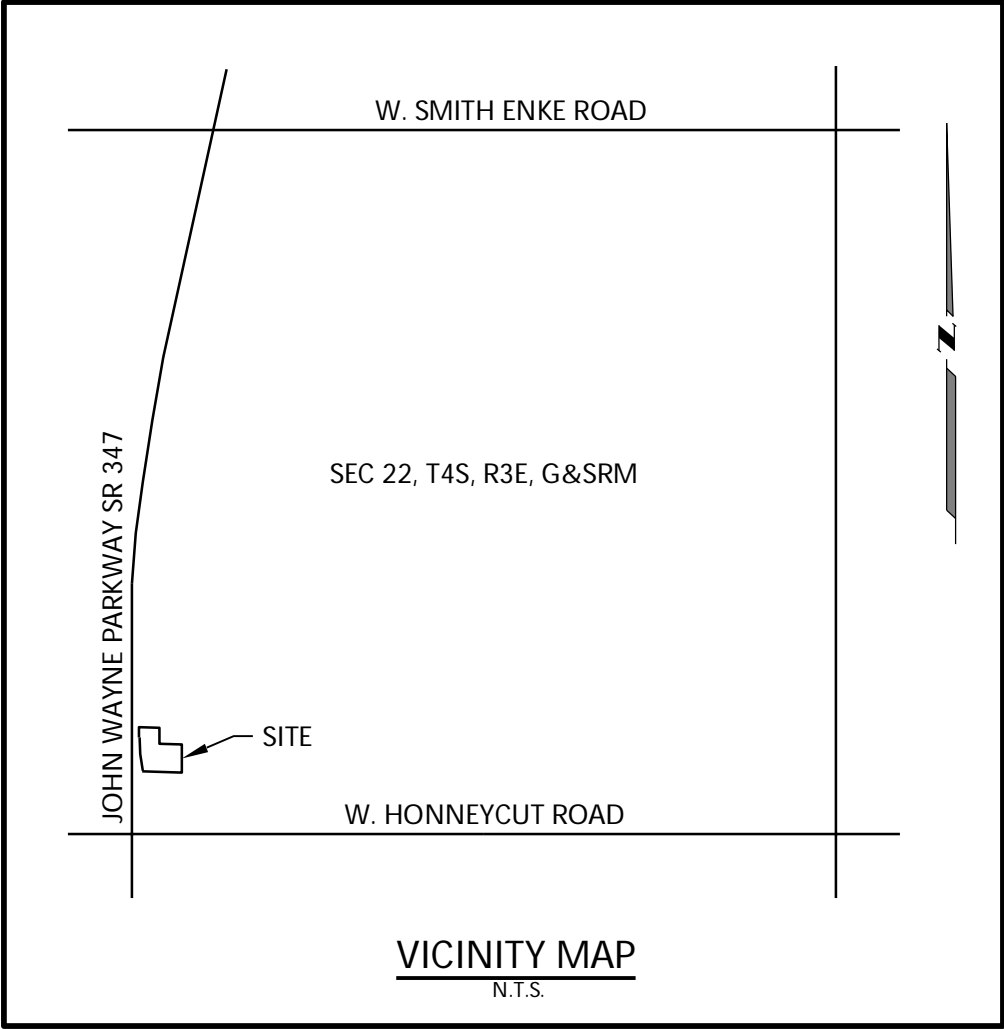 W. SMITH ENKE ROAD
N
JOHN WAYNE PARKWAY SR 347
SEC 22, T4S, R3E, G&SRM
SITE
W. HONNEYCUT ROAD
VICINITY MAP
N.T.S.